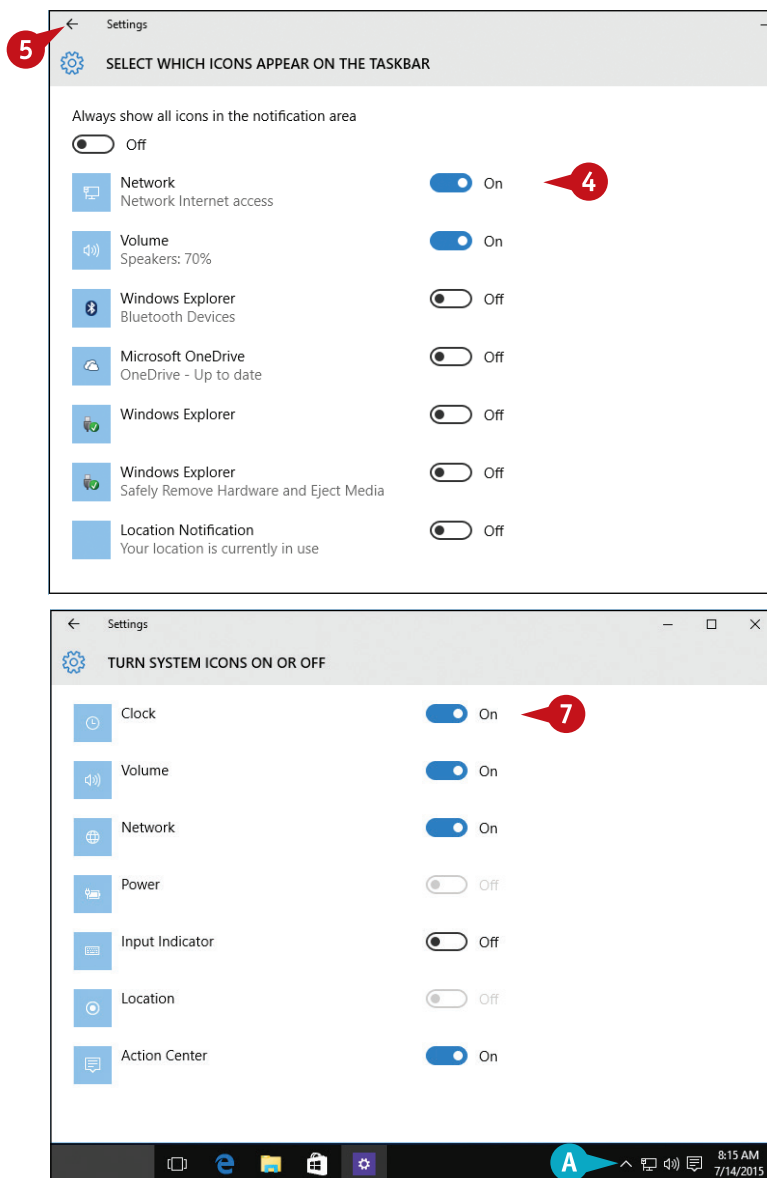 Settings
5
SELECT WHICH ICONS APPEAR ON THE TASKBAR
Always show all icons in the notification area
Off
Network
Network Internet access
On
4
Volume
Speakers: 70%
On
Windows Explorer
Bluetooth Devices
Off
Microsoft OneDrive
OneDrive - Up to date
Off
Windows Explorer
Off
Windows Explorer
Safely Remove Hardware and Eject Media
Off
Location Notification
Your location is currently in use
Off
Settings
TURN SYSTEM ICONS ON OR OFF
Clock
On
7
Volume
On
Network
On
Power
Off
Input Indicator
Off
Location
Off
Action Center
On
A
8:15 AM
7/14/2015